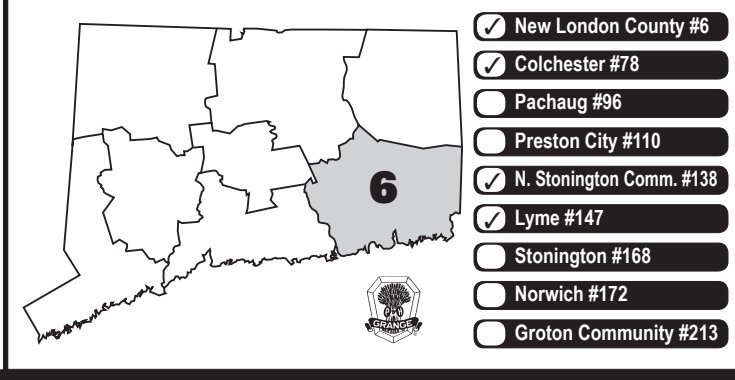 6
GRANGE
®
✓ New London County #6
✓ Colchester #78
Pachaug #96
Preston City #110
✓ N. Stonington Comm. #138
✓ Lyme #147
Stonington #168
Norwich #172
Groton Community #213